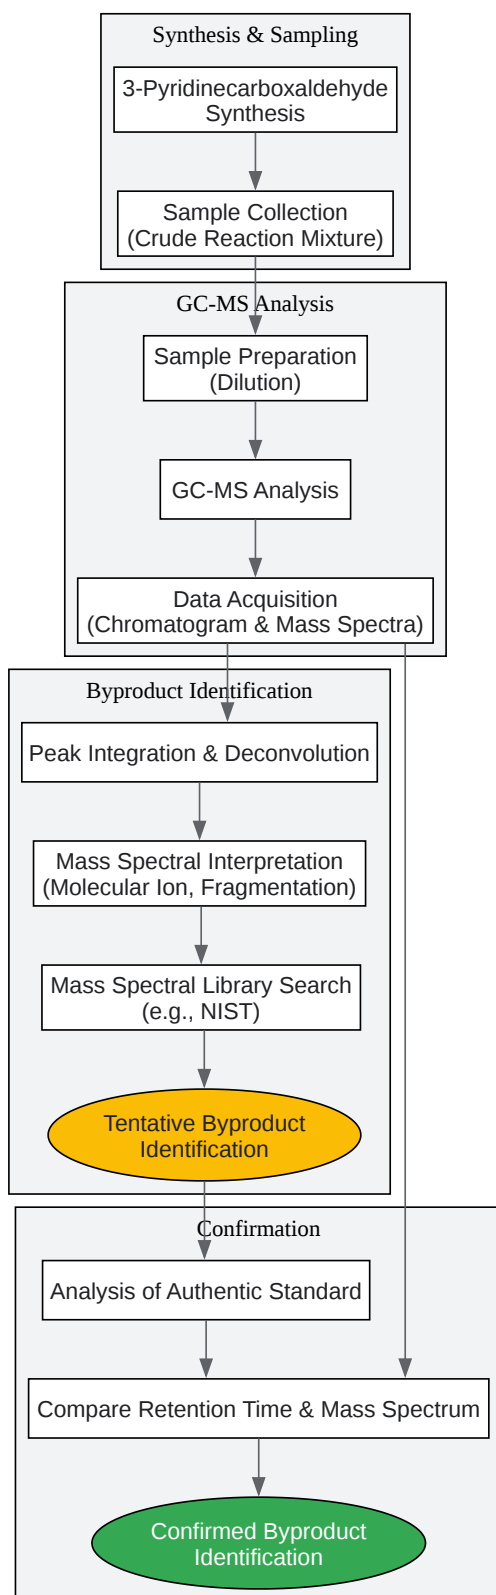 Synthesis & Sampling
3-Pyridinecarboxaldehyde
Synthesis
Sample Collection
(Crude Reaction Mixture)
GC-MS Analysis
Sample Preparation
(Dilution)
GC-MS Analysis
Data Acquisition
(Chromatogram & Mass Spectra)
Byproduct Identification
Peak Integration & Deconvolution
Mass Spectral Interpretation
(Molecular Ion, Fragmentation)
Mass Spectral Library Search
(e.g., NIST)
Tentative Byproduct
Identification
Confirmation
Analysis of Authentic Standard
Compare Retention Time & Mass Spectrum
Confirmed Byproduct
Identification